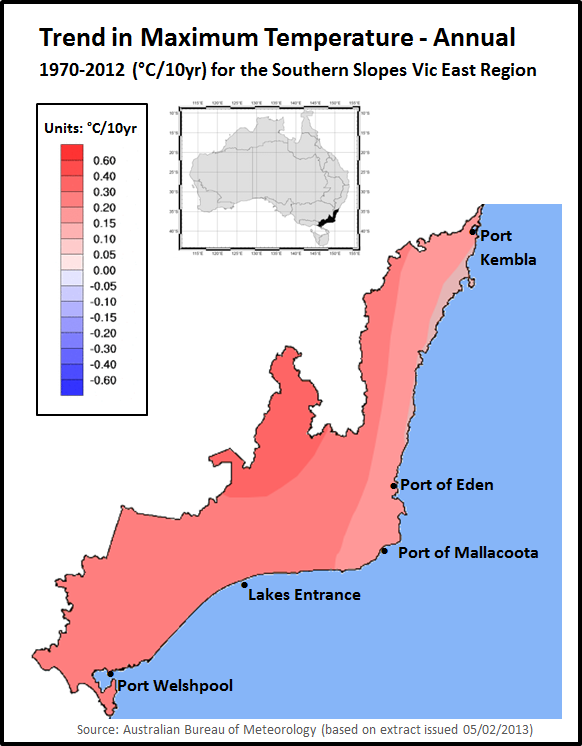 Trend in Maximum Temperature - Annual
1970-2012 (°C/10yr) for the Southern Slopes Vic East Region
Units: °C/10yr
0.60
0.40
0.30
0.20
0.15
0.10
0.05
0.00
-0.05
-0.10
-0.15
-0.20
-0.30
-0.40
-0.60
Port
Kembla
Port of Eden
Port of Mallacoota
Lakes Entrance
Port Welshpool
Source: Australian Bureau of Meteorology (based on extract issued 05/02/2013)